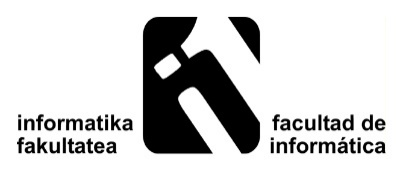 informatika
fakultatea
facultad de
informática